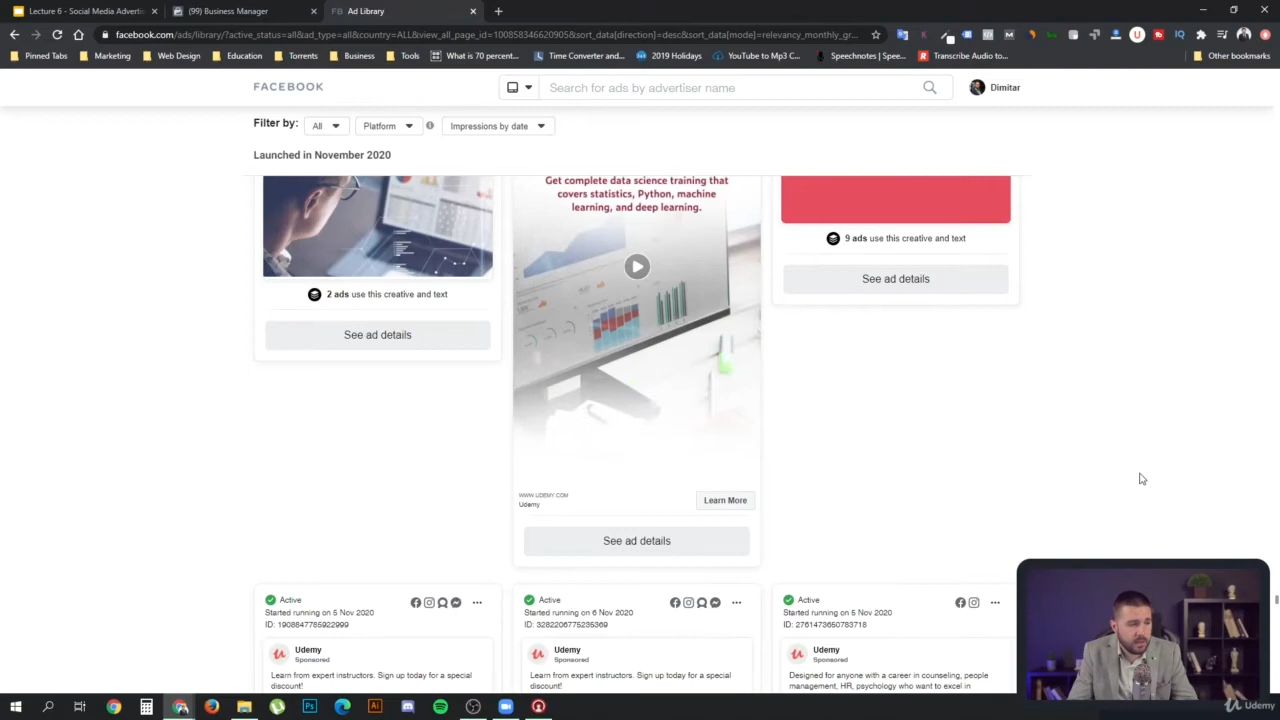 Lecture 6 - Social Media Adverti
(99) Business Manager
Ad Library
facebook.com/ads/library/?active_status=all&ad_type=all&country=ALL&view_all_page_id=100858346620905&sort_data[direction]=desc&sort_data[mode]=relevancy_monthly_gr...
Pinned Tabs
Marketing
Web Design
Education
Torrents
Business
Tools
What is 70 percent...
Time Converter and...
2019 Holidays
YouTube to Mp3 C...
Speechnotes | Spee...
Transcribe Audio to...
Other bookmarks
FACEBOOK
Search for ads by advertiser name
Dimitar
Filter by:
All
Platform
Impressions by date
Launched in November 2020
Get complete data science training that
covers statistics, Python, machine
learning, and deep learning.
9 ads use this creative and text
See ad details
2 ads use this creative and text
See ad details
WWW.UDEMY.COM
Udemy
Learn More
See ad details
Active
Started running on 5 Nov 2020
ID: 1908847785922999
Udemy
Sponsored
Learn from expert instructors. Sign up today for a special
discount!
Active
Started running on 6 Nov 2020
ID: 3282206775235369
Udemy
Sponsored
Learn from expert instructors. Sign up today for a special
discount!
Active
Started running on 5 Nov 2020
ID: 2761473650783718
Udemy
Sponsored
Designed for anyone with a career in counseling, people
management, HR, psychology who want to excel in
Udemy